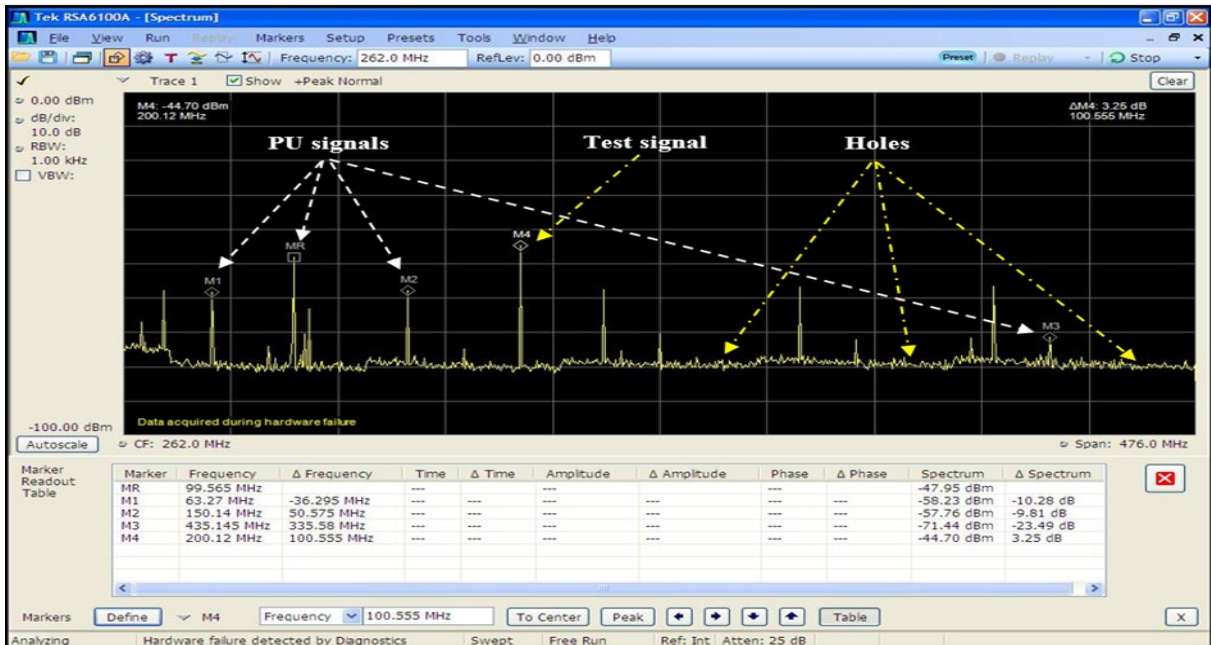 Tek RSA6100A - [Spectrum]
File View Run Replay Markers Setup Presets Tools Window Help
Frequency: 262.0 MHz RefLev: 0.00 dBm Preset Replay Stop
Trace 1 Show +Peak Normal Clear
0.00 dBm
dB/div:
10.0 dB
RBW:
1.00 kHz
VBW:
-100.00 dBm
Autoscale
M4: -44.70 dBm
200.12 MHz
ΔM4: 3.25 dB
100.555 MHz
PU signals Test signal Holes
M1 MR M2 M4 M3
Data acquired during hardware failure
CF: 262.0 MHz Span: 476.0 MHz
Marker
Readout
Table
Marker Frequency Δ Frequency Time Δ Time Amplitude Δ Amplitude Phase Δ Phase Spectrum Δ Spectrum
MR 99.565 MHz --- --- --- -47.95 dBm
M1 63.27 MHz -36.295 MHz --- --- --- --- --- --- -58.23 dBm -10.28 dB
M2 150.14 MHz 50.575 MHz --- --- --- --- --- --- -57.76 dBm -9.81 dB
M3 435.145 MHz 335.58 MHz --- --- --- --- --- --- -71.44 dBm -23.49 dB
M4 200.12 MHz 100.555 MHz --- --- --- --- --- --- -44.70 dBm 3.25 dB
Markers Define M4 Frequency 100.555 MHz To Center Peak Table X
Analyzing Hardware failure detected by Diagnostics Swept Free Run Ref: Int Atten: 25 dB